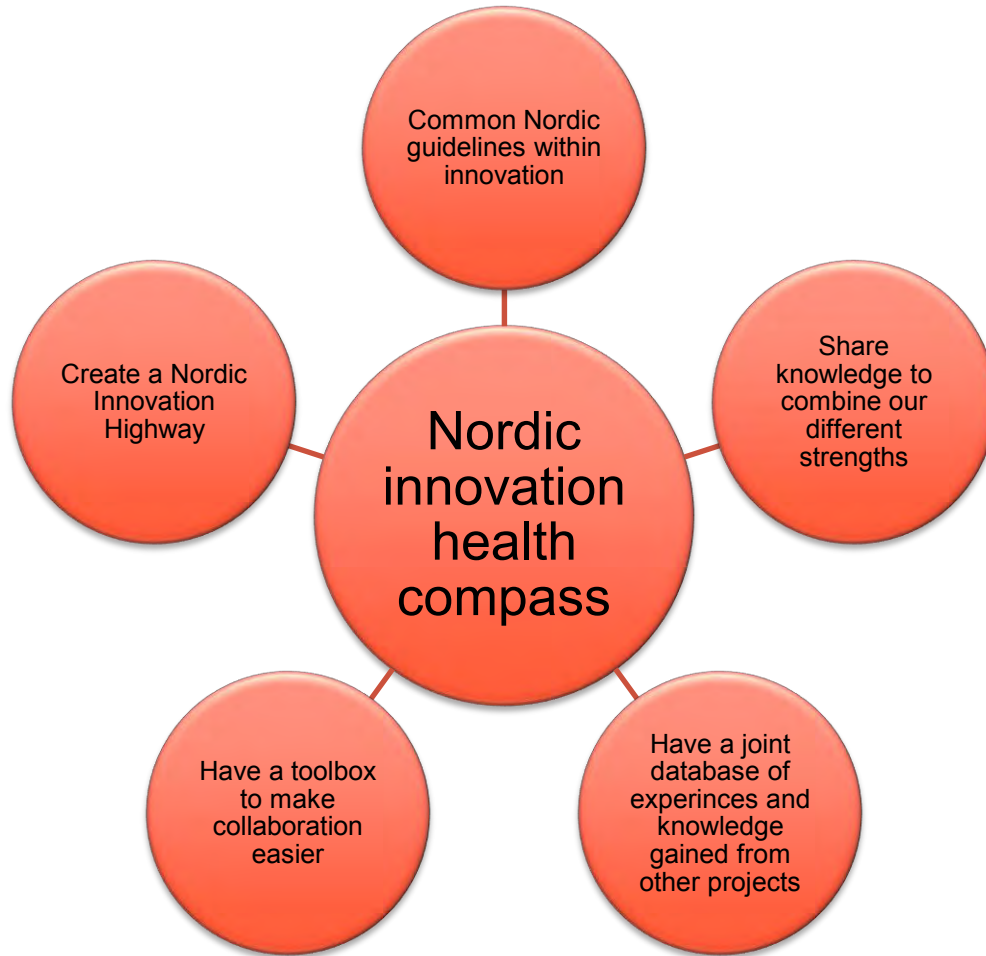 Common Nordic
guidelines within
innovation
Share
knowledge to
combine our
different
strengths
Have a joint
database of
experinces and
knowledge
gained from
other projects
Have a toolbox
to make
collaboration
easier
Create a Nordic
Innovation
Highway
Nordic
innovation
health
compass